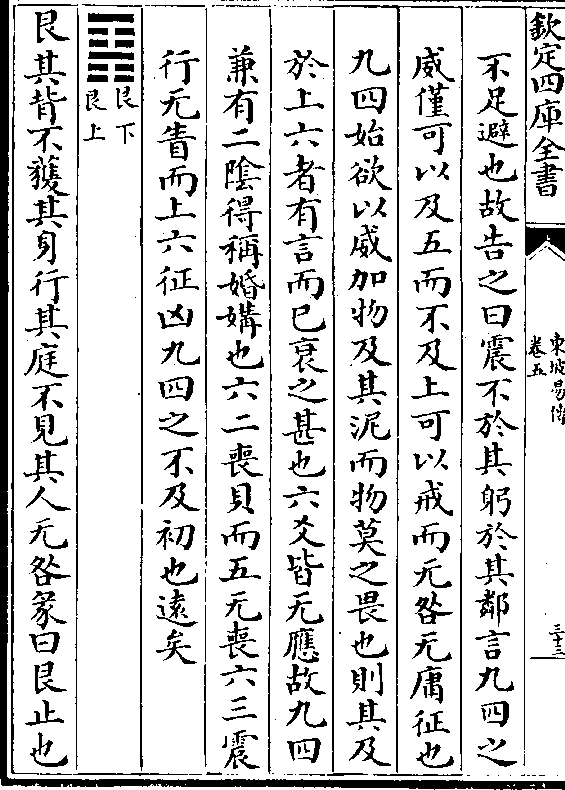 欽定四庫全書
東坡易傳
卷五
三十三
不足避也故告之曰震不於其躬於其鄰言九四之
威僅可以及五而不及上可以戒而无咎无庸征也
九四始欲以威加物及其泥而物莫之畏也則其及
於上六者有言而已衰之甚也六爻皆无應故九四
兼有二陰得稱婚媾也六二喪貝而五无喪六三震
行无眚而上六征凶九四之不及初也遠矣
艮下
艮上
艮其背不獲其身行其庭不見其人无咎彖曰艮止也